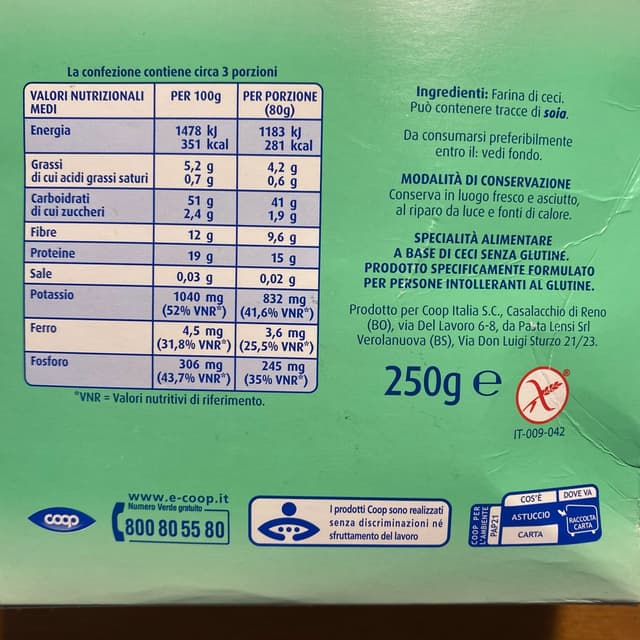 La confezione contiene circa 3 porzioni
VALORI NUTRIZIONALI MEDI PER 100g PER PORZIONE (80g)
Energia 1478 kJ 1183 kJ
351 kcal 281 kcal
Grassi 5,2 g 4,2 g
di cui acidi grassi saturi 0,7 g 0,6 g
Carboidrati 51 g 41 g
di cui zuccheri 2,4 g 1,9 g
Fibre 12 g 9,6 g
Proteine 19 g 15 g
Sale 0,03 g 0,02 g
Potassio 1040 mg 832 mg
(52% VNR*) (41,6% VNR*)
Ferro 4,5 mg 3,6 mg
(31,8% VNR*) (25,5% VNR*)
Fosforo 306 mg 245 mg
(43,7% VNR*) (35% VNR*)
*VNR = Valori nutritivi di riferimento.
Ingredienti: Farina di ceci.
Può contenere tracce di soia.
Da consumarsi preferibilmente
entro il: vedi fondo.
MODALITÀ DI CONSERVAZIONE
Conserva in luogo fresco e asciutto,
al riparo da luce e fonti di calore.
SPECIALITÀ ALIMENTARE
A BASE DI CECI SENZA GLUTINE.
PRODOTTO SPECIFICAMENTE FORMULATO
PER PERSONE INTOLLERANTI AL GLUTINE.
Prodotto per Coop Italia S.C., Casalacchio di Reno
(BO), via Del Lavoro 6-8, da Pasta Lensi Srl
Verolanuova (BS), Via Don Luigi Sturzo 21/23.
250g e
®
IT-009-042
coop
www.e-coop.it
Numero Verde gratuito
800 80 55 80
I prodotti Coop sono realizzati
senza discriminazioni né
sfruttamento del lavoro
COOP PER
L'AMBIENTE
PAP21
COS'È DOVE VA
ASTUCCIO RACCOLTA
CARTA
CARTA